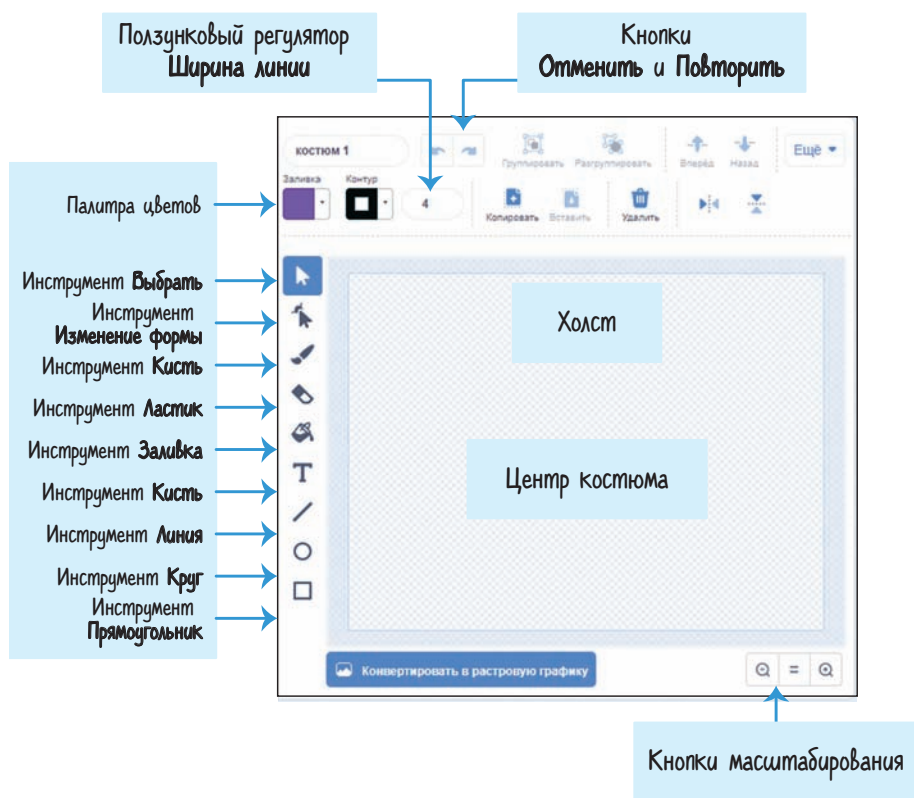 Ползунковый регулятор
Ширина линии
Кнопки
Отменить и Повторить
костюм 1
Группировать
Разгруппировать
Вперёд
Назад
Ещё
Заливка
Контур
4
Копировать
Вставить
Удалить
Палитра цветов
Инструмент Выбрать
Инструмент
Изменение формы
Инструмент Кисть
Инструмент Ластик
Инструмент Заливка
Инструмент Кисть
Инструмент Линия
Инструмент Круг
Инструмент
Прямоугольник
T
Холст
Центр костюма
Конвертировать в растровую графику
=
Кнопки масштабирования